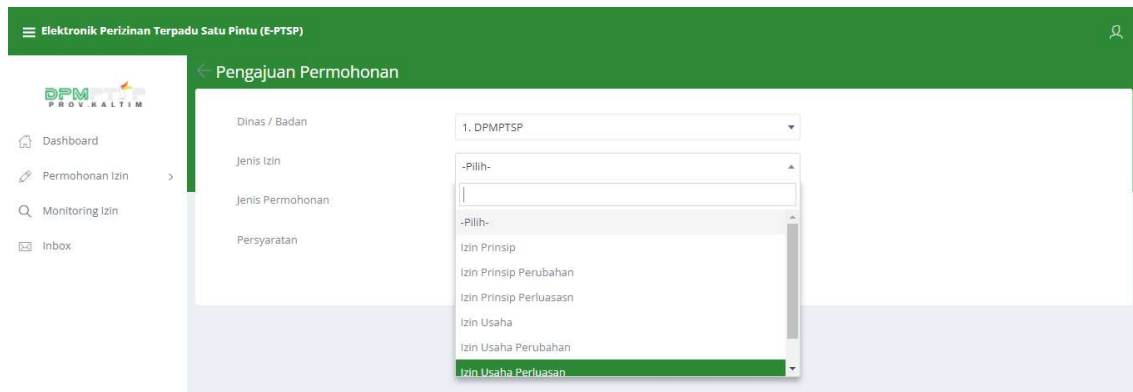 Elektronik Perizinan Terpadu Satu Pintu (E-PTSP)
Pengajuan Permohonan
DPMPTSP
PROV.KALTIM
Dashboard
Permohonan Izin
Monitoring Izin
Inbox
Dinas / Badan
1. DPMPTSP
Jenis Izin
-Pilih-
Jenis Permohonan
Persyaratan
-Pilih-
Izin Prinsip
Izin Prinsip Perubahan
Izin Prinsip Perluasasn
Izin Usaha
Izin Usaha Perubahan
Izin Usaha Perluasan